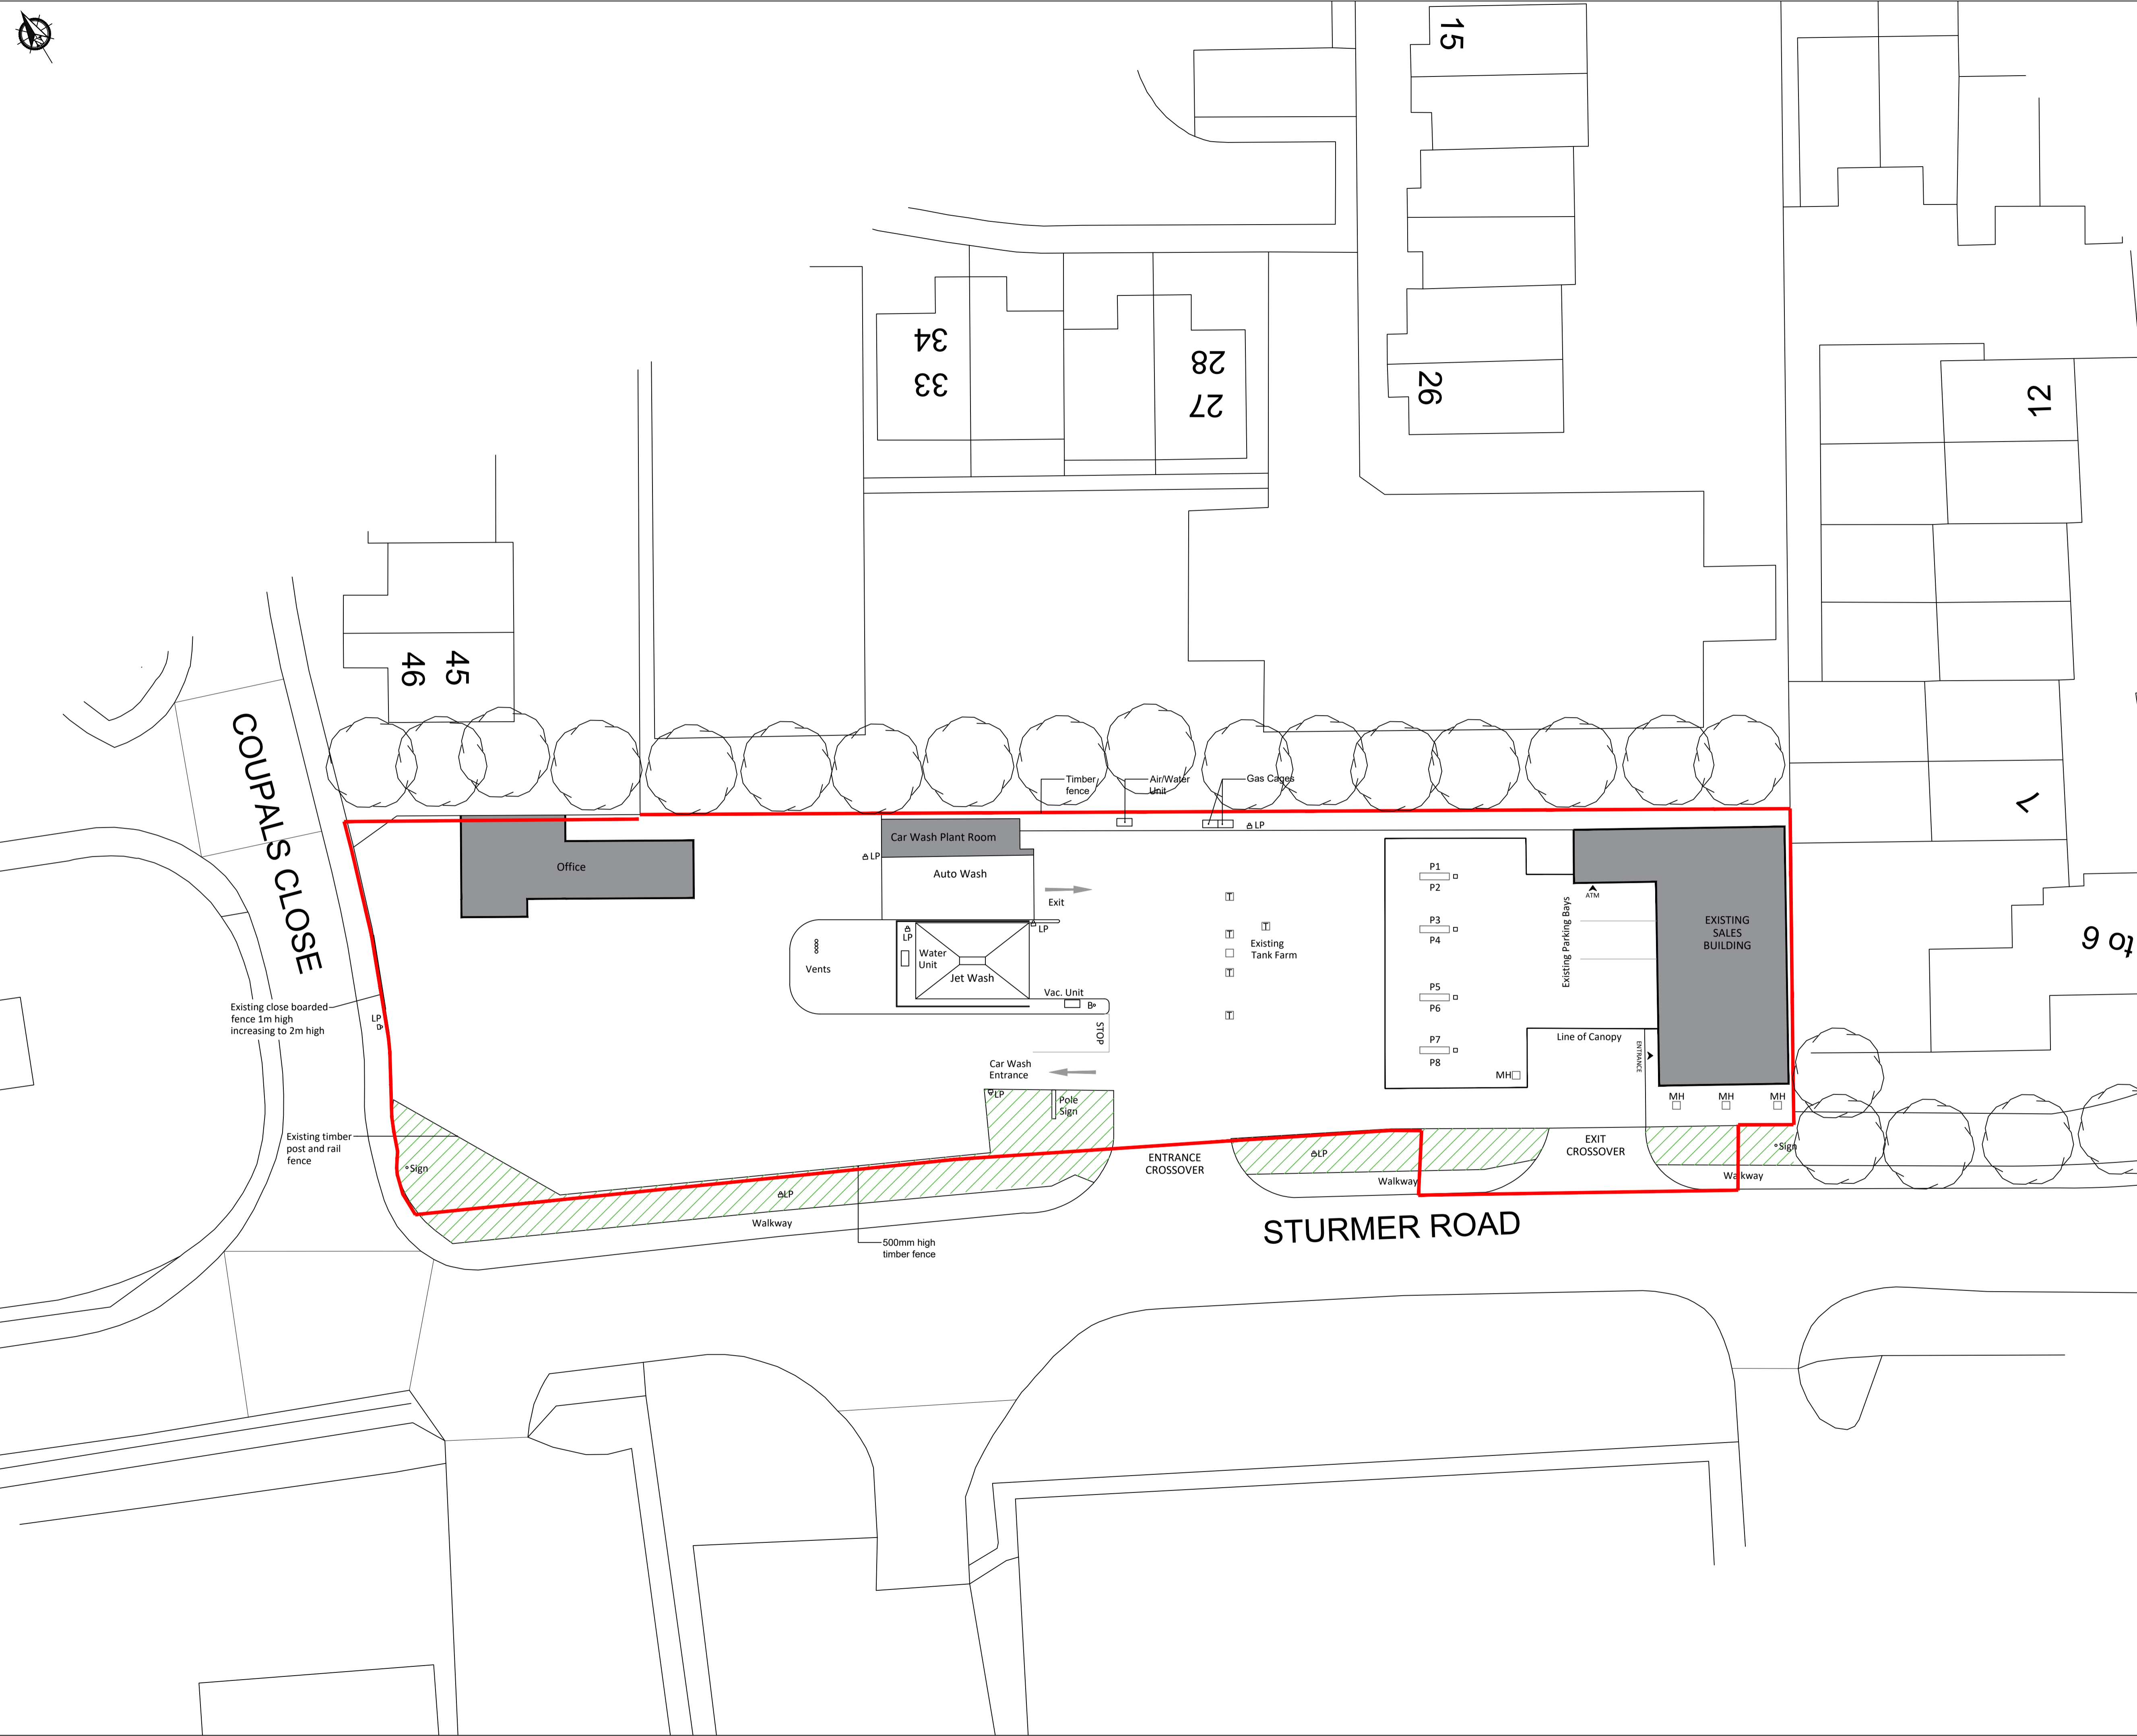 15
34
33
28
27
26
12
46
45
7
to 6
COUPALS CLOSE
Timber
fence
Air/Water
Unit
Gas Cages
LP
Car Wash Plant Room
LP
Office
Auto Wash
Exit
LP
LP
Water
Unit
Jet Wash
Vents
Vac. Unit
B
STOP
Car Wash
Entrance
LP
Pole
Sign
T
T
T
T
T
Existing
Tank Farm
P1
P2
P3
P4
P5
P6
P7
P8
MH
Existing Parking Bays
ATM
EXISTING
SALES
BUILDING
Line of Canopy
ENTRANCE
MH
MH
MH
Existing close boarded
fence 1m high
increasing to 2m high
LP
Existing timber
post and rail
fence
Sign
LP
Walkway
500mm high
timber fence
ENTRANCE
CROSSOVER
LP
Walkway
EXIT
CROSSOVER
Sign
Walkway
STURMER ROAD